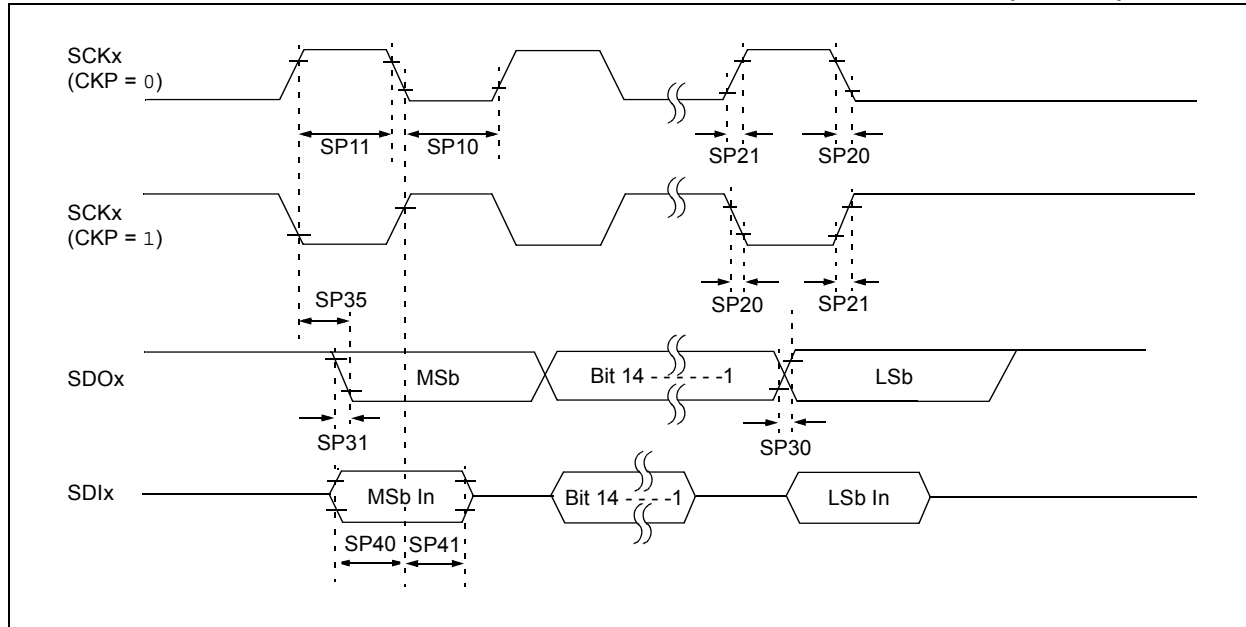 SCKx
(CKP = 0)
SP11
SP10
SP21
SP20
SCKx
(CKP = 1)
SP35
SP20
SP21
SDOx
MSb
Bit 14 - - - - - - -1
LSb
SP31
SP30
SDIx
MSb In
Bit 14 - - - - -1
LSb In
SP40
SP41